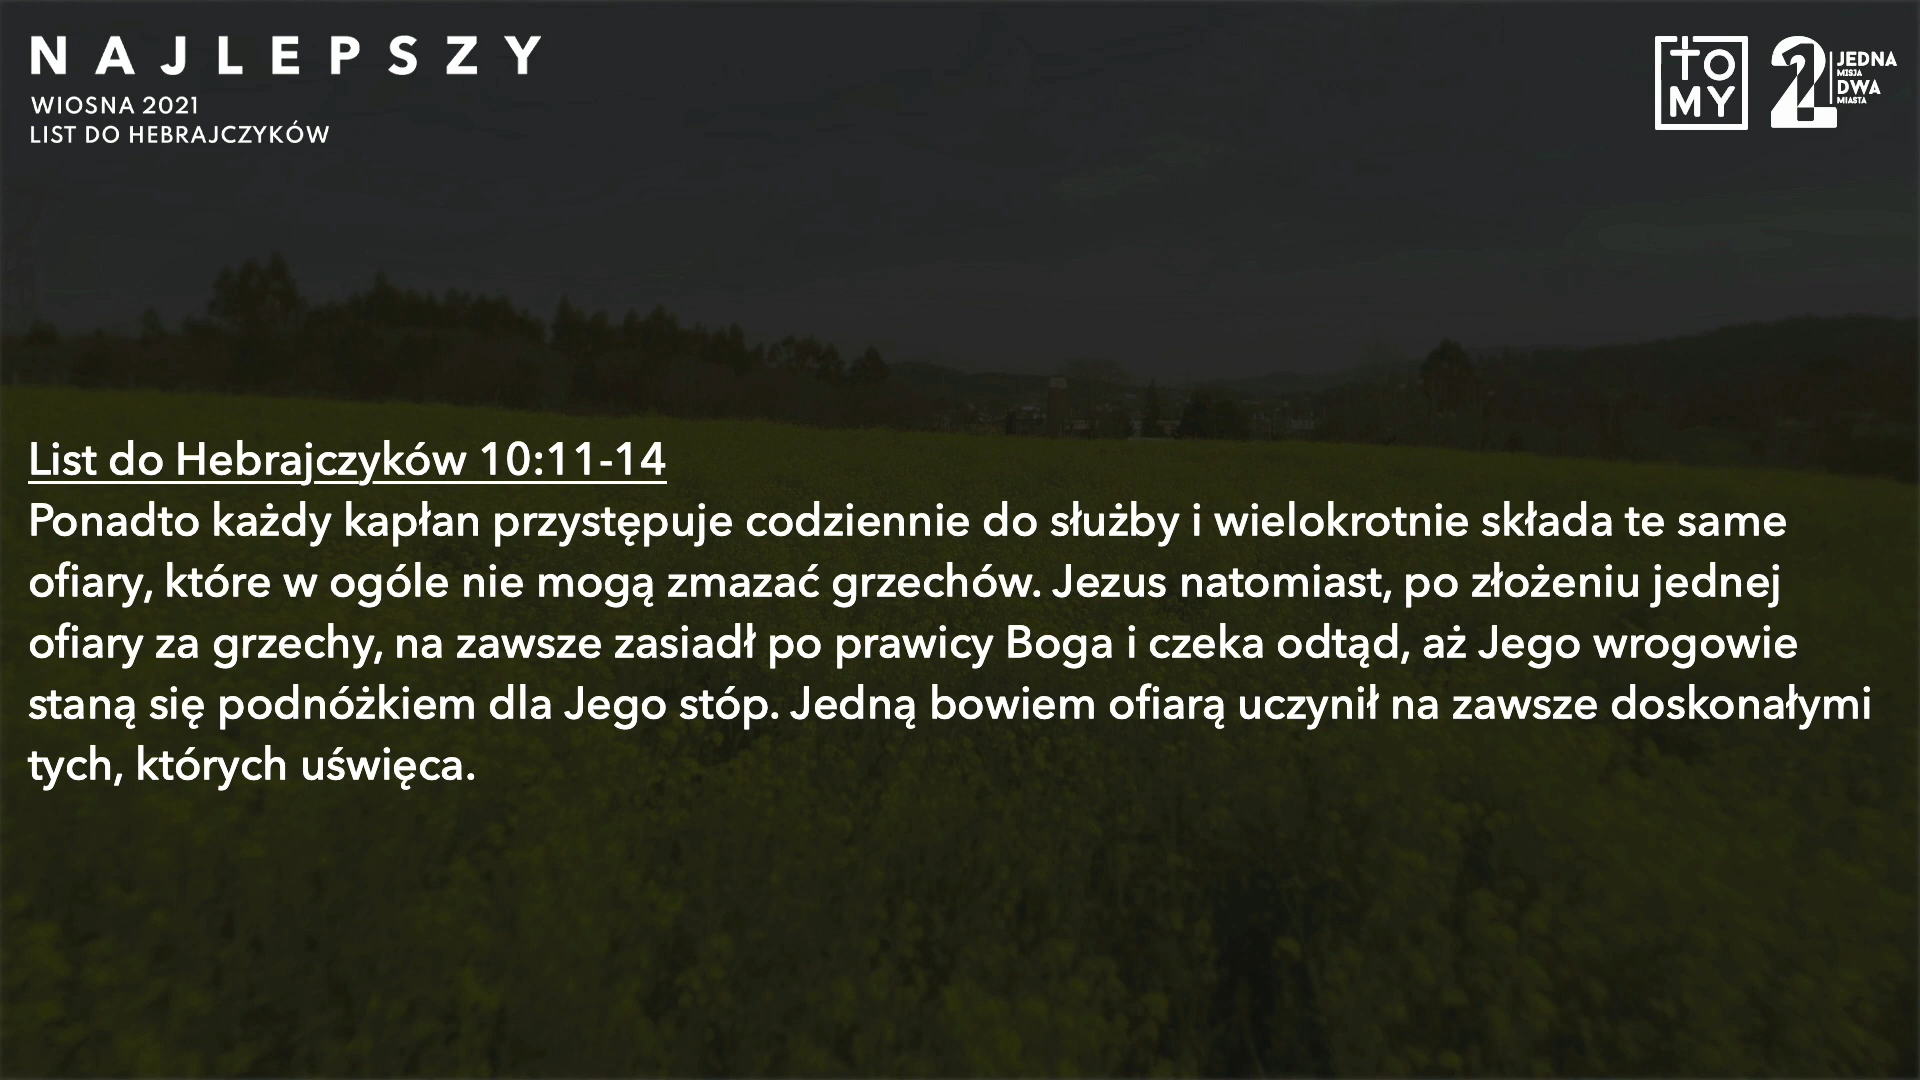 NAJLEPSZY
WIOSNA 2021
LIST DO HEBRAJCZYKÓW
TOMY
2 JEDNA MISJA DWA MIASTA
List do Hebrajczyków 10:11-14
Ponadto każdy kapłan przystępuje codziennie do służby i wielokrotnie składa te same
ofiary, które w ogóle nie mogą zmazać grzechów. Jezus natomiast, po złożeniu jednej
ofiary za grzechy, na zawsze zasiadł po prawicy Boga i czeka odtąd, aż Jego wrogowie
staną się podnóżkiem dla Jego stóp. Jedną bowiem ofiarą uczynił na zawsze doskonałymi
tych, których uświęca.